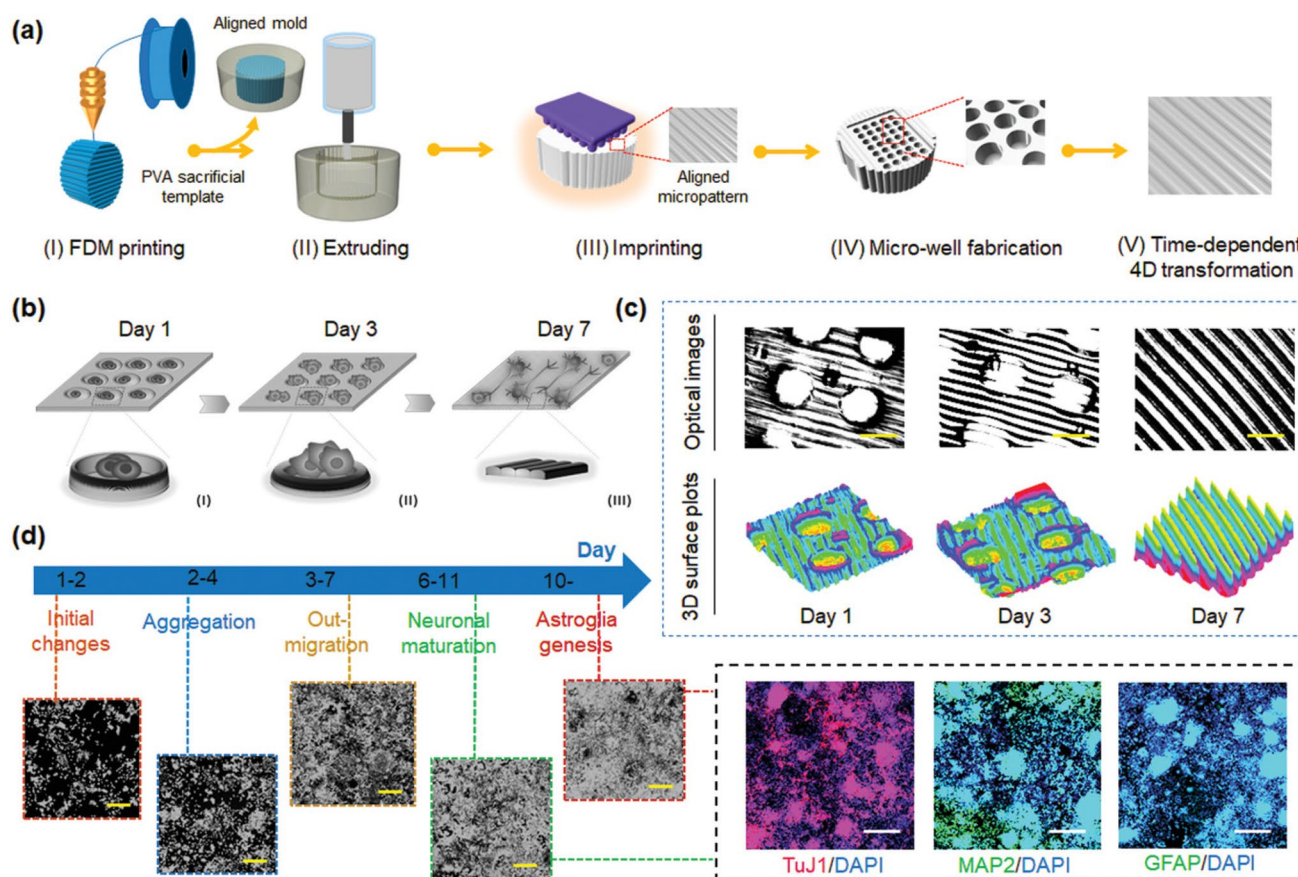 (a)
Aligned mold
PVA sacrificial
template
Aligned
micropattern
(I) FDM printing
(II) Extruding
(III) Imprinting
(IV) Micro-well fabrication
(V) Time-dependent
4D transformation
(b)
Day 1
Day 3
Day 7
(I)
(II)
(III)
(c)
Optical images
3D surface plots
Day 1
Day 3
Day 7
(d)
Day
1-2
2-4
3-7
6-11
10-
Initial
changes
Aggregation
Out-
migration
Neuronal
maturation
Astroglia
genesis
TuJ1/DAPI
MAP2/DAPI
GFAP/DAPI